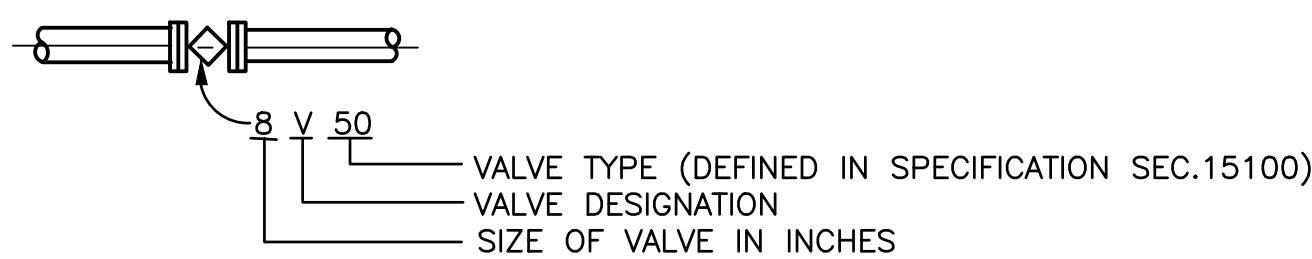 8 V 50
VALVE TYPE (DEFINED IN SPECIFICATION SEC.15100)
VALVE DESIGNATION
SIZE OF VALVE IN INCHES